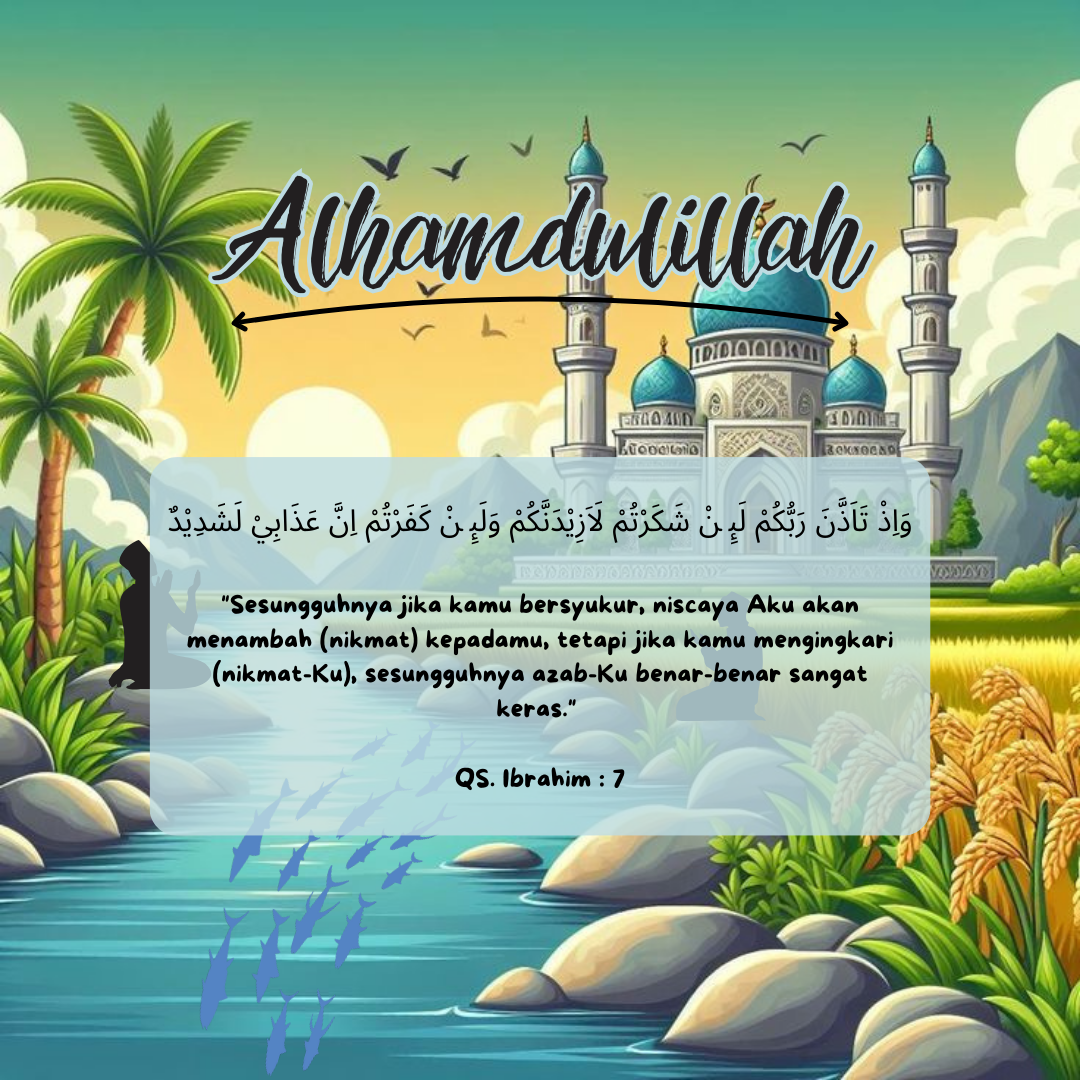 Alhamdulillah
وَاِذْ تَاَذَّنَ رَبُّكُمْ لَىِٕنْ شَكَرْتُمْ لَاَزِيْدَنَّكُمْ وَلَىِٕنْ كَفَرْتُمْ اِنَّ عَذَابِيْ لَشَدِيْدٌ
"Sesungguhnya jika kamu bersyukur, niscaya Aku akan
menambah (nikmat) kepadamu, tetapi jika kamu mengingkari
(nikmat-Ku), sesungguhnya azab-Ku benar-benar sangat
keras."
QS. Ibrahim : 7